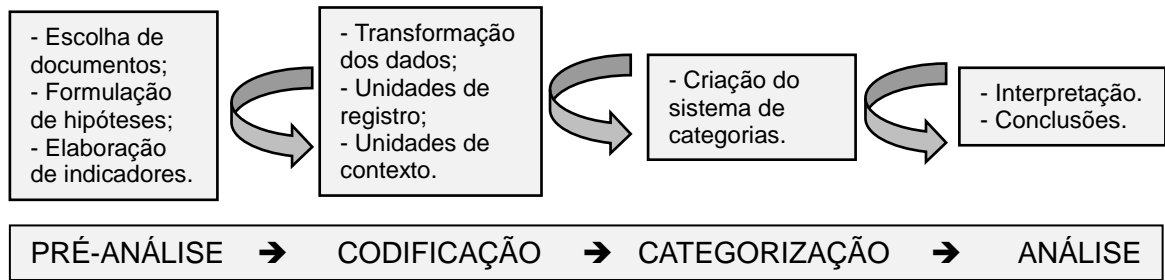 - Escolha de
documentos;
- Formulação
de hipóteses;
- Elaboração
de indicadores.
- Transformação
dos dados;
- Unidades de
registro;
- Unidades de
contexto.
- Criação do
sistema de
categorias.
- Interpretação.
- Conclusões.
PRÉ-ANÁLISE ➔ CODIFICAÇÃO ➔ CATEGORIZAÇÃO ➔ ANÁLISE